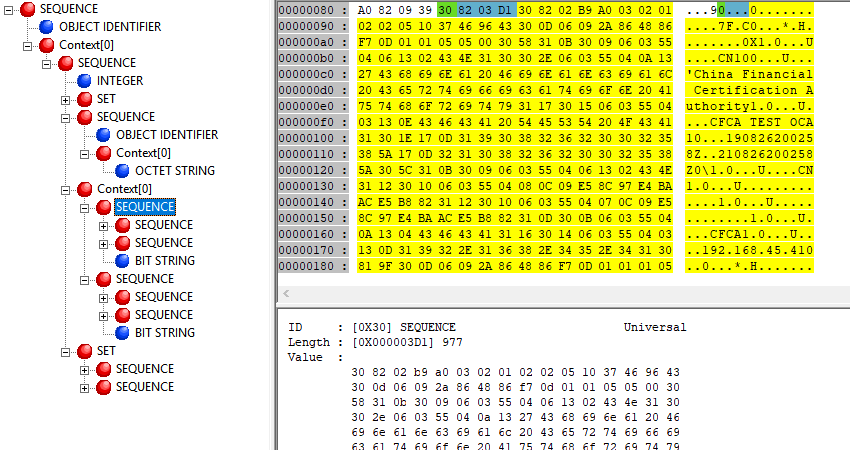 SEQUENCE
OBJECT IDENTIFIER
Context[0]
SEQUENCE
INTEGER
SET
SEQUENCE
OBJECT IDENTIFIER
Context[0]
OCTET STRING
Context[0]
SEQUENCE
SEQUENCE
SEQUENCE
BIT STRING
SEQUENCE
SEQUENCE
SEQUENCE
BIT STRING
SET
SEQUENCE
SEQUENCE
00000080 : A0 82 09 39 30 82 03 D1 30 82 02 B9 A0 03 02 01 ...90...0.......
00000090 : 02 02 05 10 37 46 96 43 30 0D 06 09 2A 86 48 86 ....7F.C0...*.H.
000000a0 : F7 0D 01 01 05 05 00 30 58 31 0B 30 09 06 03 55 .......0X1.0...U
000000b0 : 04 06 13 02 43 4E 31 30 30 2E 06 03 55 04 0A 13 ....CN100...U...
000000c0 : 27 43 68 69 6E 61 20 46 69 6E 61 6E 63 69 61 6C 'China Financial
000000d0 : 20 43 65 72 74 69 66 69 63 61 74 69 6F 6E 20 41 Certification A
000000e0 : 75 74 68 6F 72 69 74 79 31 17 30 15 06 03 55 04 uthority1.0...U.
000000f0 : 03 13 0E 43 46 43 41 20 54 45 53 54 20 4F 43 41 ...CFCA TEST OCA
00000100 : 31 30 1E 17 0D 31 39 30 38 32 36 32 30 30 32 35 10...19082620025
00000110 : 38 5A 17 0D 32 31 30 38 32 36 32 30 30 32 35 38 8Z..210826200258
00000120 : 5A 30 5C 31 0B 30 09 06 03 55 04 06 13 02 43 4E Z0\1.0...U....CN
00000130 : 31 12 30 10 06 03 55 04 08 0C 09 E5 8C 97 E4 BA 1.0...U.........
00000140 : AC E5 B8 82 31 12 30 10 06 03 55 04 07 0C 09 E5 ....1.0...U.....
00000150 : 8C 97 E4 BA AC E5 B8 82 31 0D 30 0B 06 03 55 04 ........1.0...U.
00000160 : 0A 13 04 43 46 43 41 31 16 30 14 06 03 55 04 03 ...CFCA1.0...U..
00000170 : 13 0D 31 39 32 2E 31 36 38 2E 34 35 2E 34 31 30 ..192.168.45.410
00000180 : 81 9F 30 0D 06 09 2A 86 48 86 F7 0D 01 01 01 05 ..0...*.H.......
ID : [0X30] SEQUENCE Universal
Length : [0X000003D1] 977
Value :
30 82 02 b9 a0 03 02 01 02 02 05 10 37 46 96 43
30 0d 06 09 2a 86 48 86 f7 0d 01 01 05 05 00 30
58 31 0b 30 09 06 03 55 04 06 13 02 43 4e 31 30
30 2e 06 03 55 04 0a 13 27 43 68 69 6e 61 20 46
69 6e 61 6e 63 69 61 6c 20 43 65 72 74 69 66 69
63 61 74 69 6f 6e 20 41 75 74 68 6f 72 69 74 79